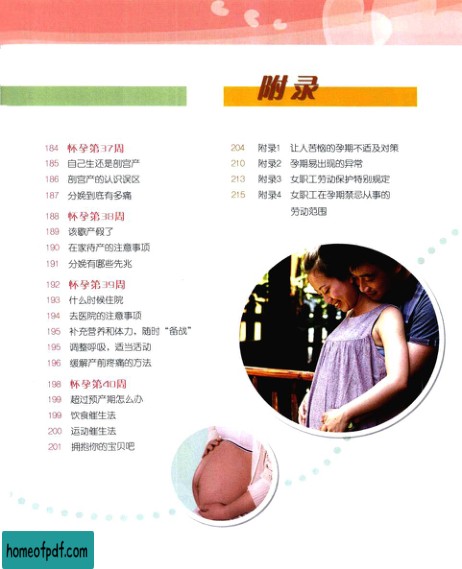 184 怀孕第37周
185 自己生还是剖宫产
186 剖宫产的认识误区
187 分娩到底有多痛
188 怀孕第38周
189 该歇产假了
190 在家待产的注意事项
191 分娩有哪些先兆
192 怀孕第39周
193 什么时候住院
194 去医院的注意事项
195 补充营养和体力，随时“备战”
195 调整呼吸，适当活动
196 缓解产前疼痛的方法
198 怀孕第40周
199 超过预产期怎么办
199 饮食催生法
200 运动催生法
201 拥抱你的宝贝吧
附录
204 附录1 让人苦恼的孕期不适及对策
210 附录2 孕期易出现的异常
213 附录3 女职工劳动保护特别规定
215 附录4 女职工在孕期禁忌从事的
劳动范围
homeofpdf.com